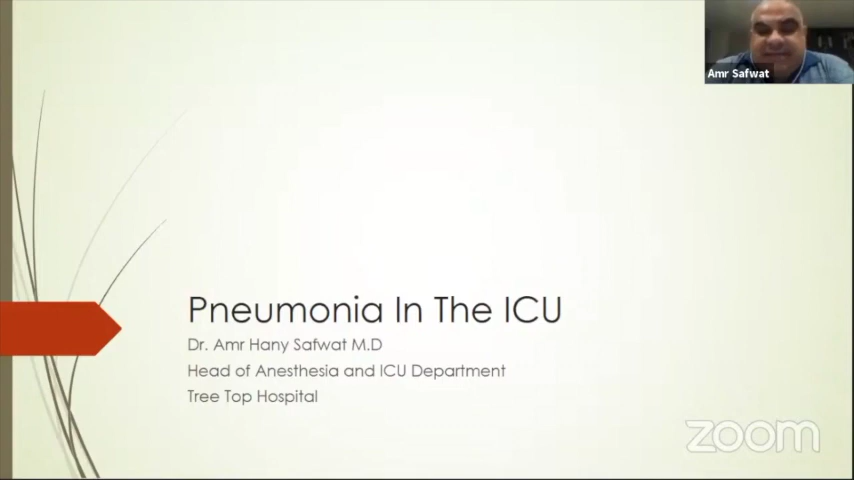 Amr Safwat
Pneumonia In The ICU
Dr. Amr Hany Safwat M.D
Head of Anesthesia and ICU Department
Tree Top Hospital
zoom